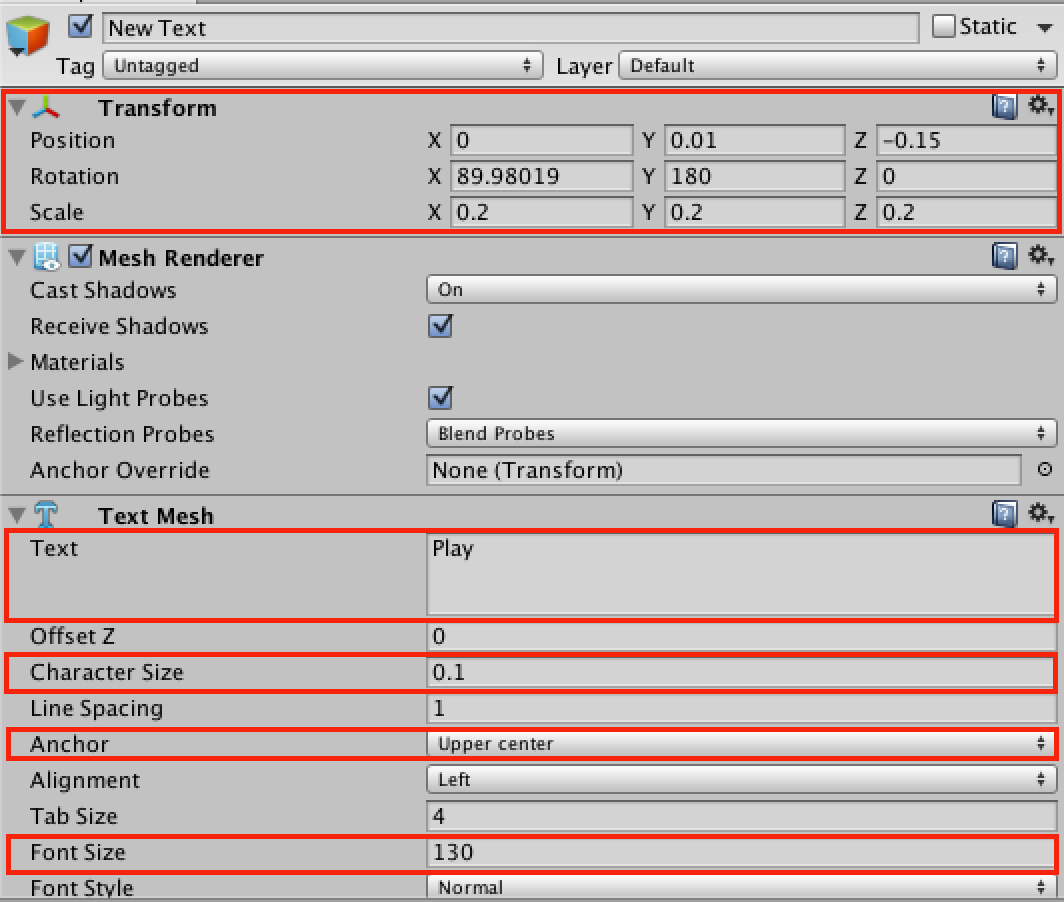 New Text Static
Tag Untagged Layer Default
Transform
Position X 0 Y 0.01 Z -0.15
Rotation X 89.98019 Y 180 Z 0
Scale X 0.2 Y 0.2 Z 0.2
Mesh Renderer
Cast Shadows On
Receive Shadows
Materials
Use Light Probes
Reflection Probes Blend Probes
Anchor Override None (Transform)
Text Mesh
Text Play
Offset Z 0
Character Size 0.1
Line Spacing 1
Anchor Upper center
Alignment Left
Tab Size 4
Font Size 130
Font Style Normal